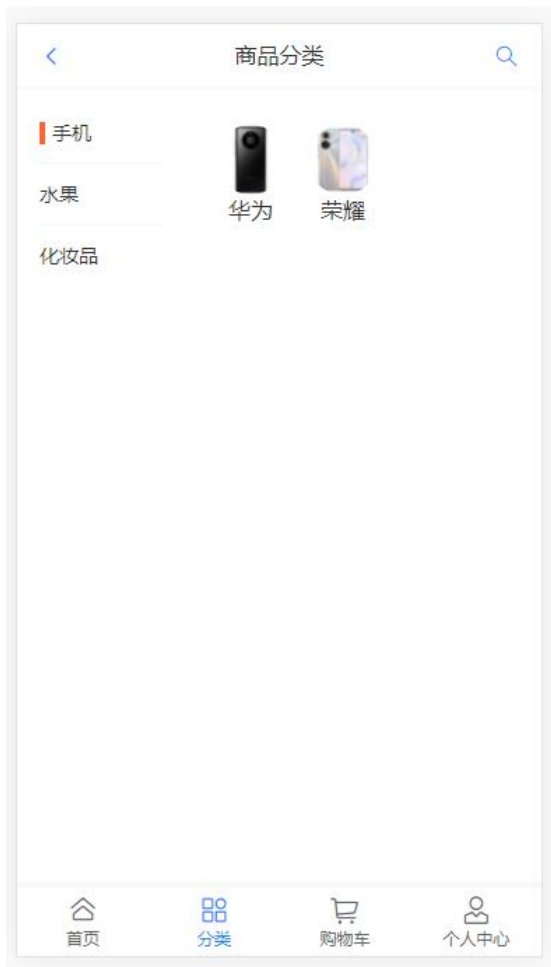 商品分类
手机
水果
化妆品
华为 荣耀
首页 分类 购物车 个人中心